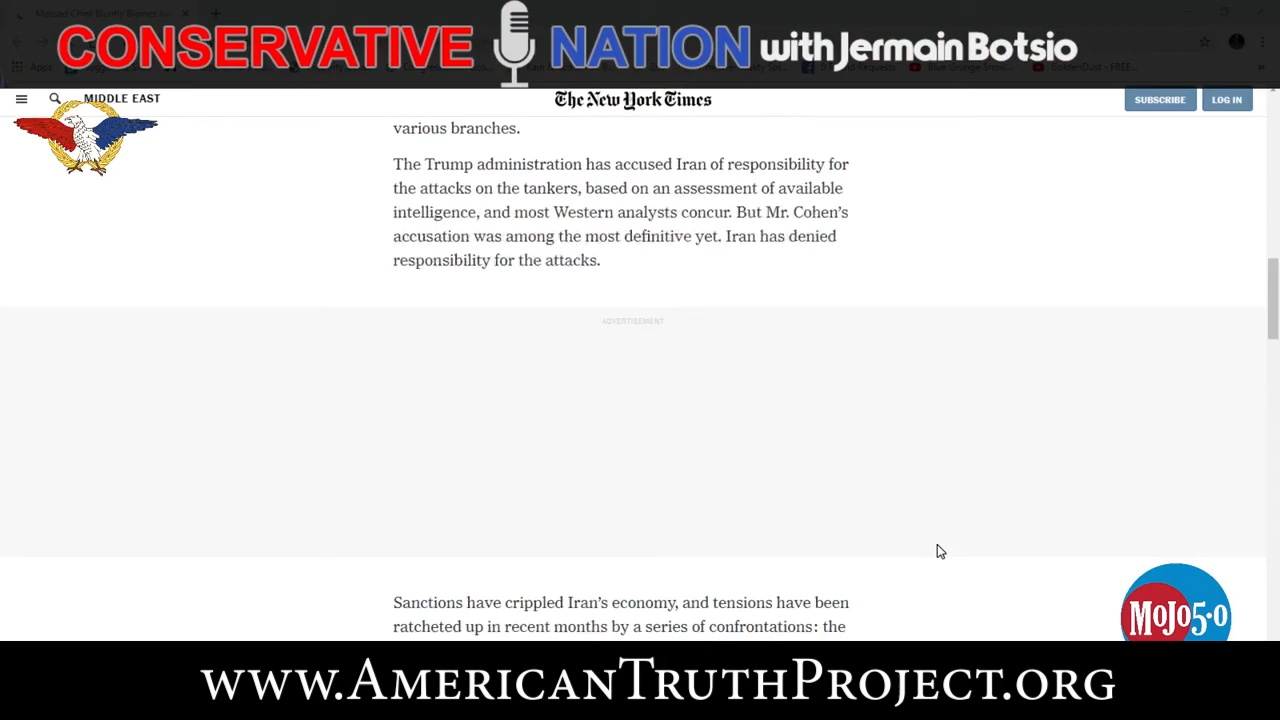 CONSERVATIVE NATION with Jermain Botsio
MIDDLE EAST
The New York Times
SUBSCRIBE
LOG IN
various branches.
The Trump administration has accused Iran of responsibility for
the attacks on the tankers, based on an assessment of available
intelligence, and most Western analysts concur. But Mr. Cohen's
accusation was among the most definitive yet. Iran has denied
responsibility for the attacks.
ADVERTISEMENT
Sanctions have crippled Iran's economy, and tensions have been
ratcheted up in recent months by a series of confrontations: the
MOJO5·0
www.AmericanTruthProject.org